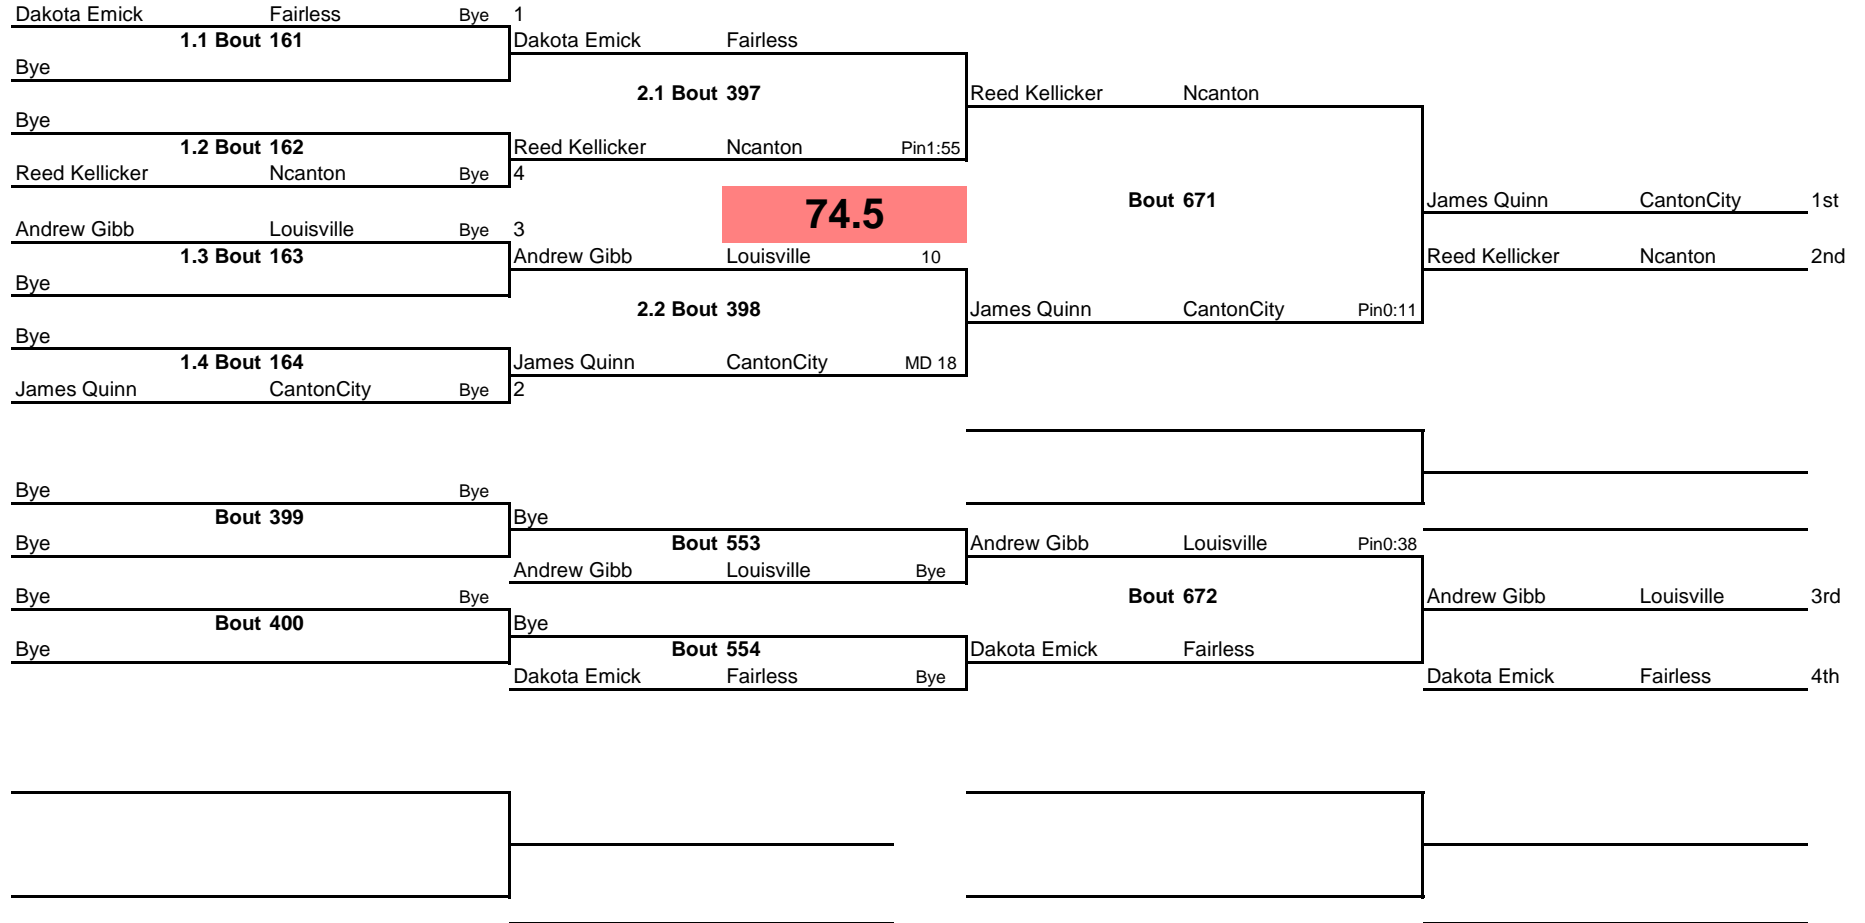 Dakota Emick Fairless Bye 1
1.1 Bout 161 Dakota Emick Fairless
Bye
2.1 Bout 397 Reed Kellicker Ncanton
Bye
1.2 Bout 162 Reed Kellicker Ncanton Pin1:55
Reed Kellicker Ncanton Bye 4
74.5 Bout 671 James Quinn CantonCity 1st
Andrew Gibb Louisville Bye 3
1.3 Bout 163 Andrew Gibb Louisville 10 Reed Kellicker Ncanton 2nd
Bye
2.2 Bout 398 James Quinn CantonCity Pin0:11
Bye
1.4 Bout 164 James Quinn CantonCity MD 18
James Quinn CantonCity Bye 2
Bye Bye
Bout 399 Bye
Bye Bout 553 Andrew Gibb Louisville Pin0:38
Andrew Gibb Louisville Bye
Bye Bye Bout 672 Andrew Gibb Louisville 3rd
Bout 400 Bye
Bye Bout 554 Dakota Emick Fairless
Dakota Emick Fairless Bye Dakota Emick Fairless 4th